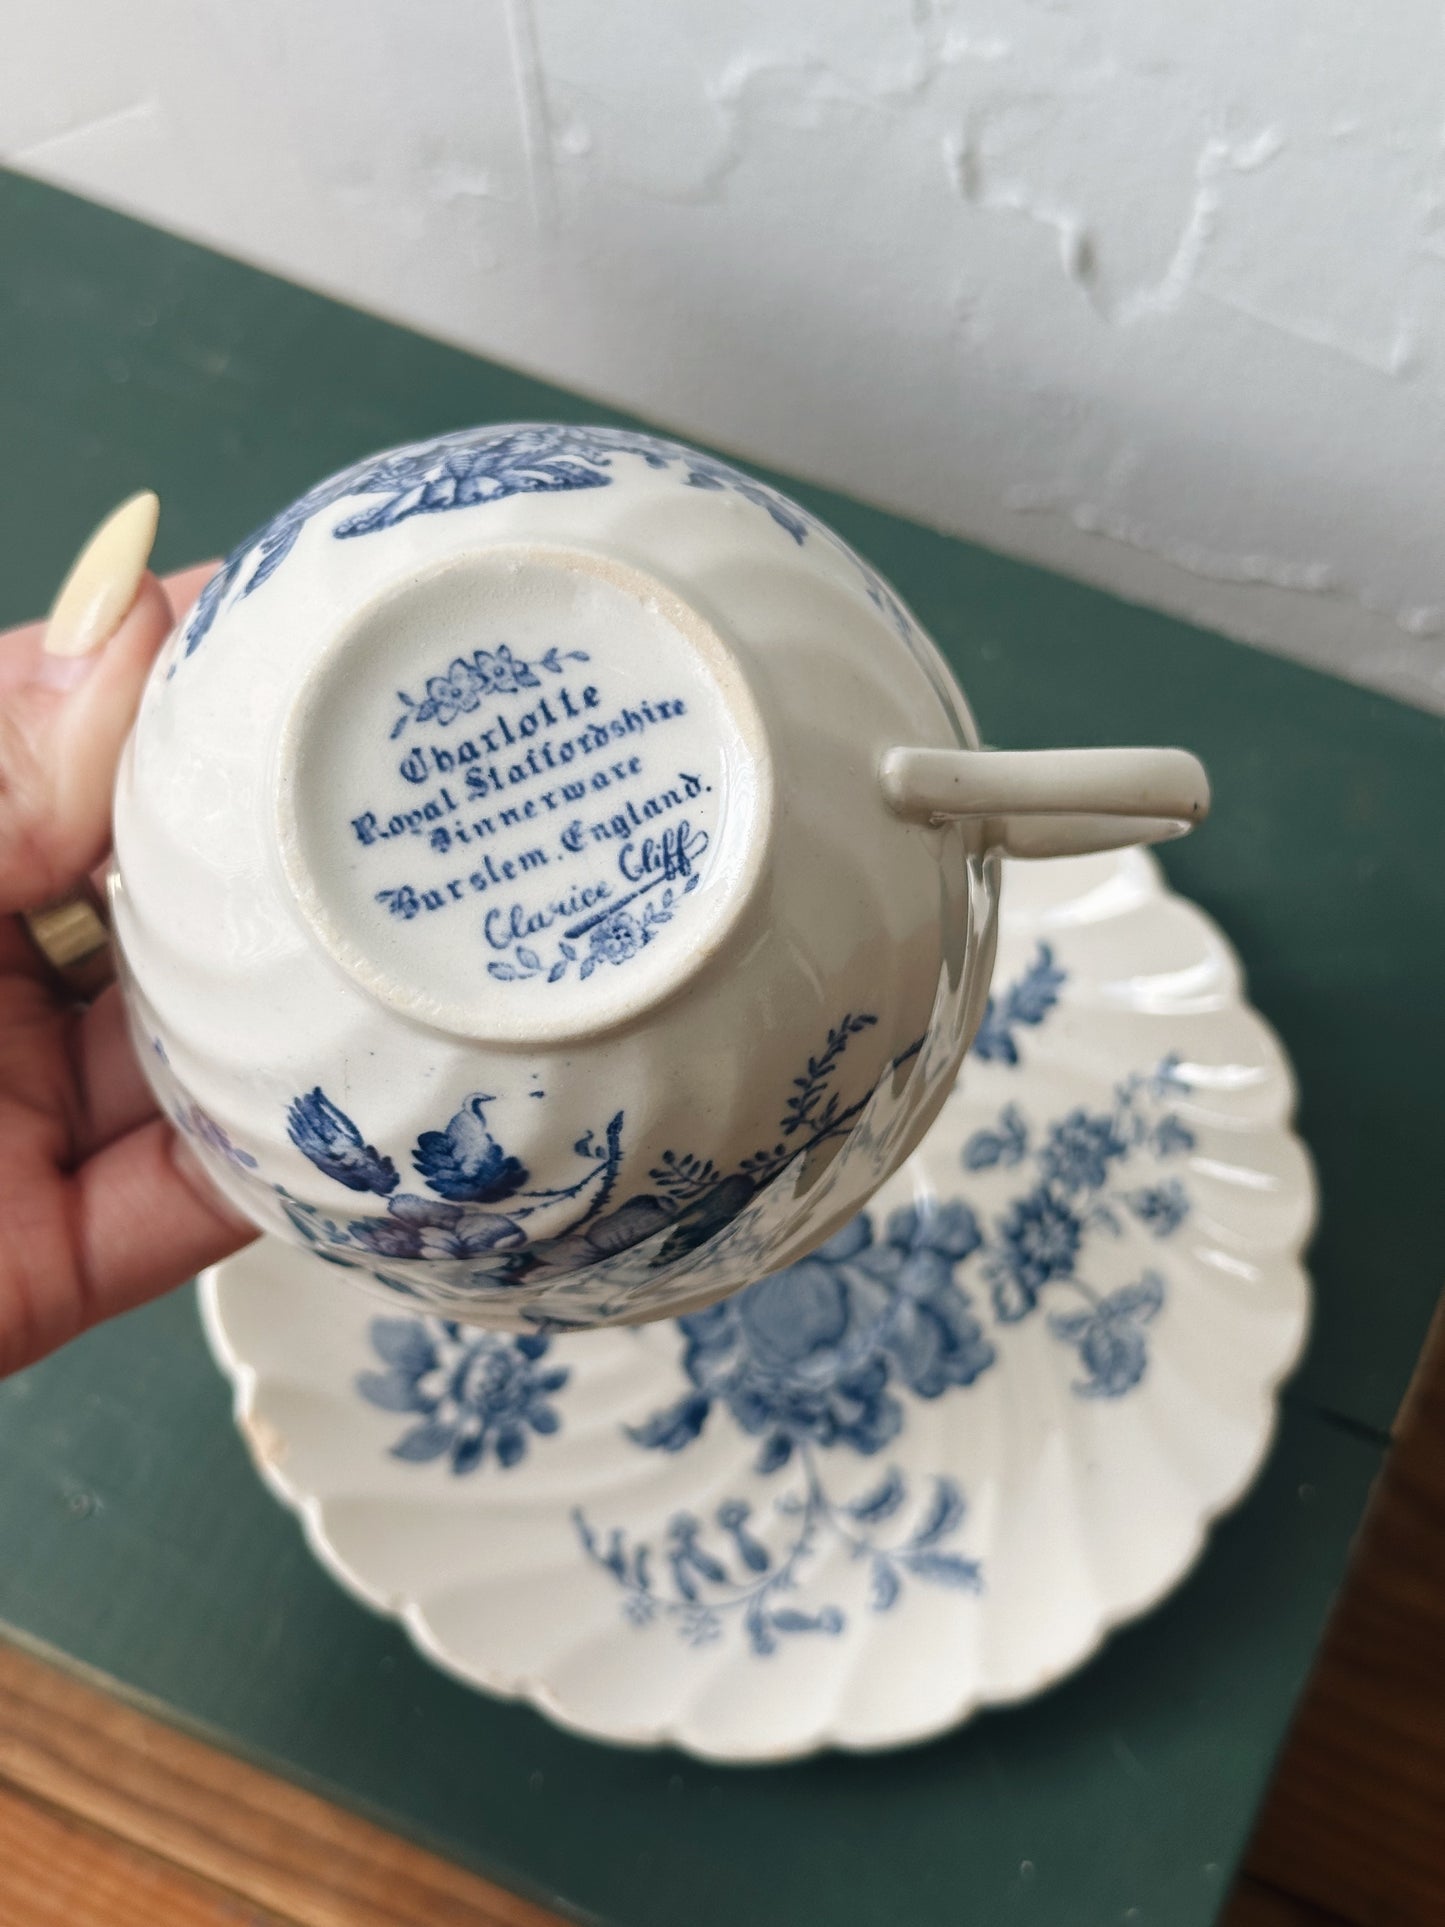 Charlotte
Royal Staffordshire
Dinnerware
Burslem. England.
Clarice Cliff